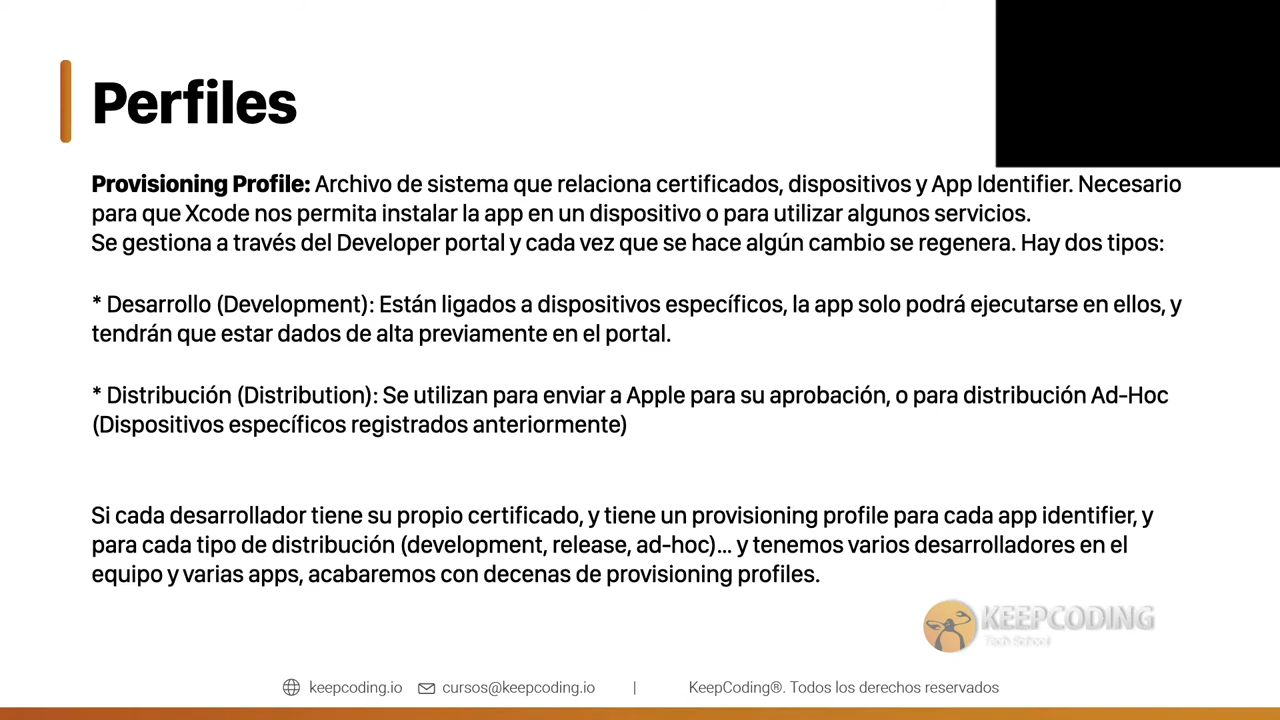 Perfiles
Provisioning Profile: Archivo de sistema que relaciona certificados, dispositivos y App Identifier. Necesario
para que Xcode nos permita instalar la app en un dispositivo o para utilizar algunos servicios.
Se gestiona a través del Developer portal y cada vez que se hace algún cambio se regenera. Hay dos tipos:
* Desarrollo (Development): Están ligados a dispositivos específicos, la app solo podrá ejecutarse en ellos, y
tendrán que estar dados de alta previamente en el portal.
* Distribución (Distribution): Se utilizan para enviar a Apple para su aprobación, o para distribución Ad-Hoc
(Dispositivos específicos registrados anteriormente)
Si cada desarrollador tiene su propio certificado, y tiene un provisioning profile para cada app identifier, y
para cada tipo de distribución (development, release, ad-hoc)... y tenemos varios desarrolladores en el
equipo y varias apps, acabaremos con decenas de provisioning profiles.
KEEPCODING
Tech School
keepcoding.io cursos@keepcoding.io | KeepCoding®. Todos los derechos reservados